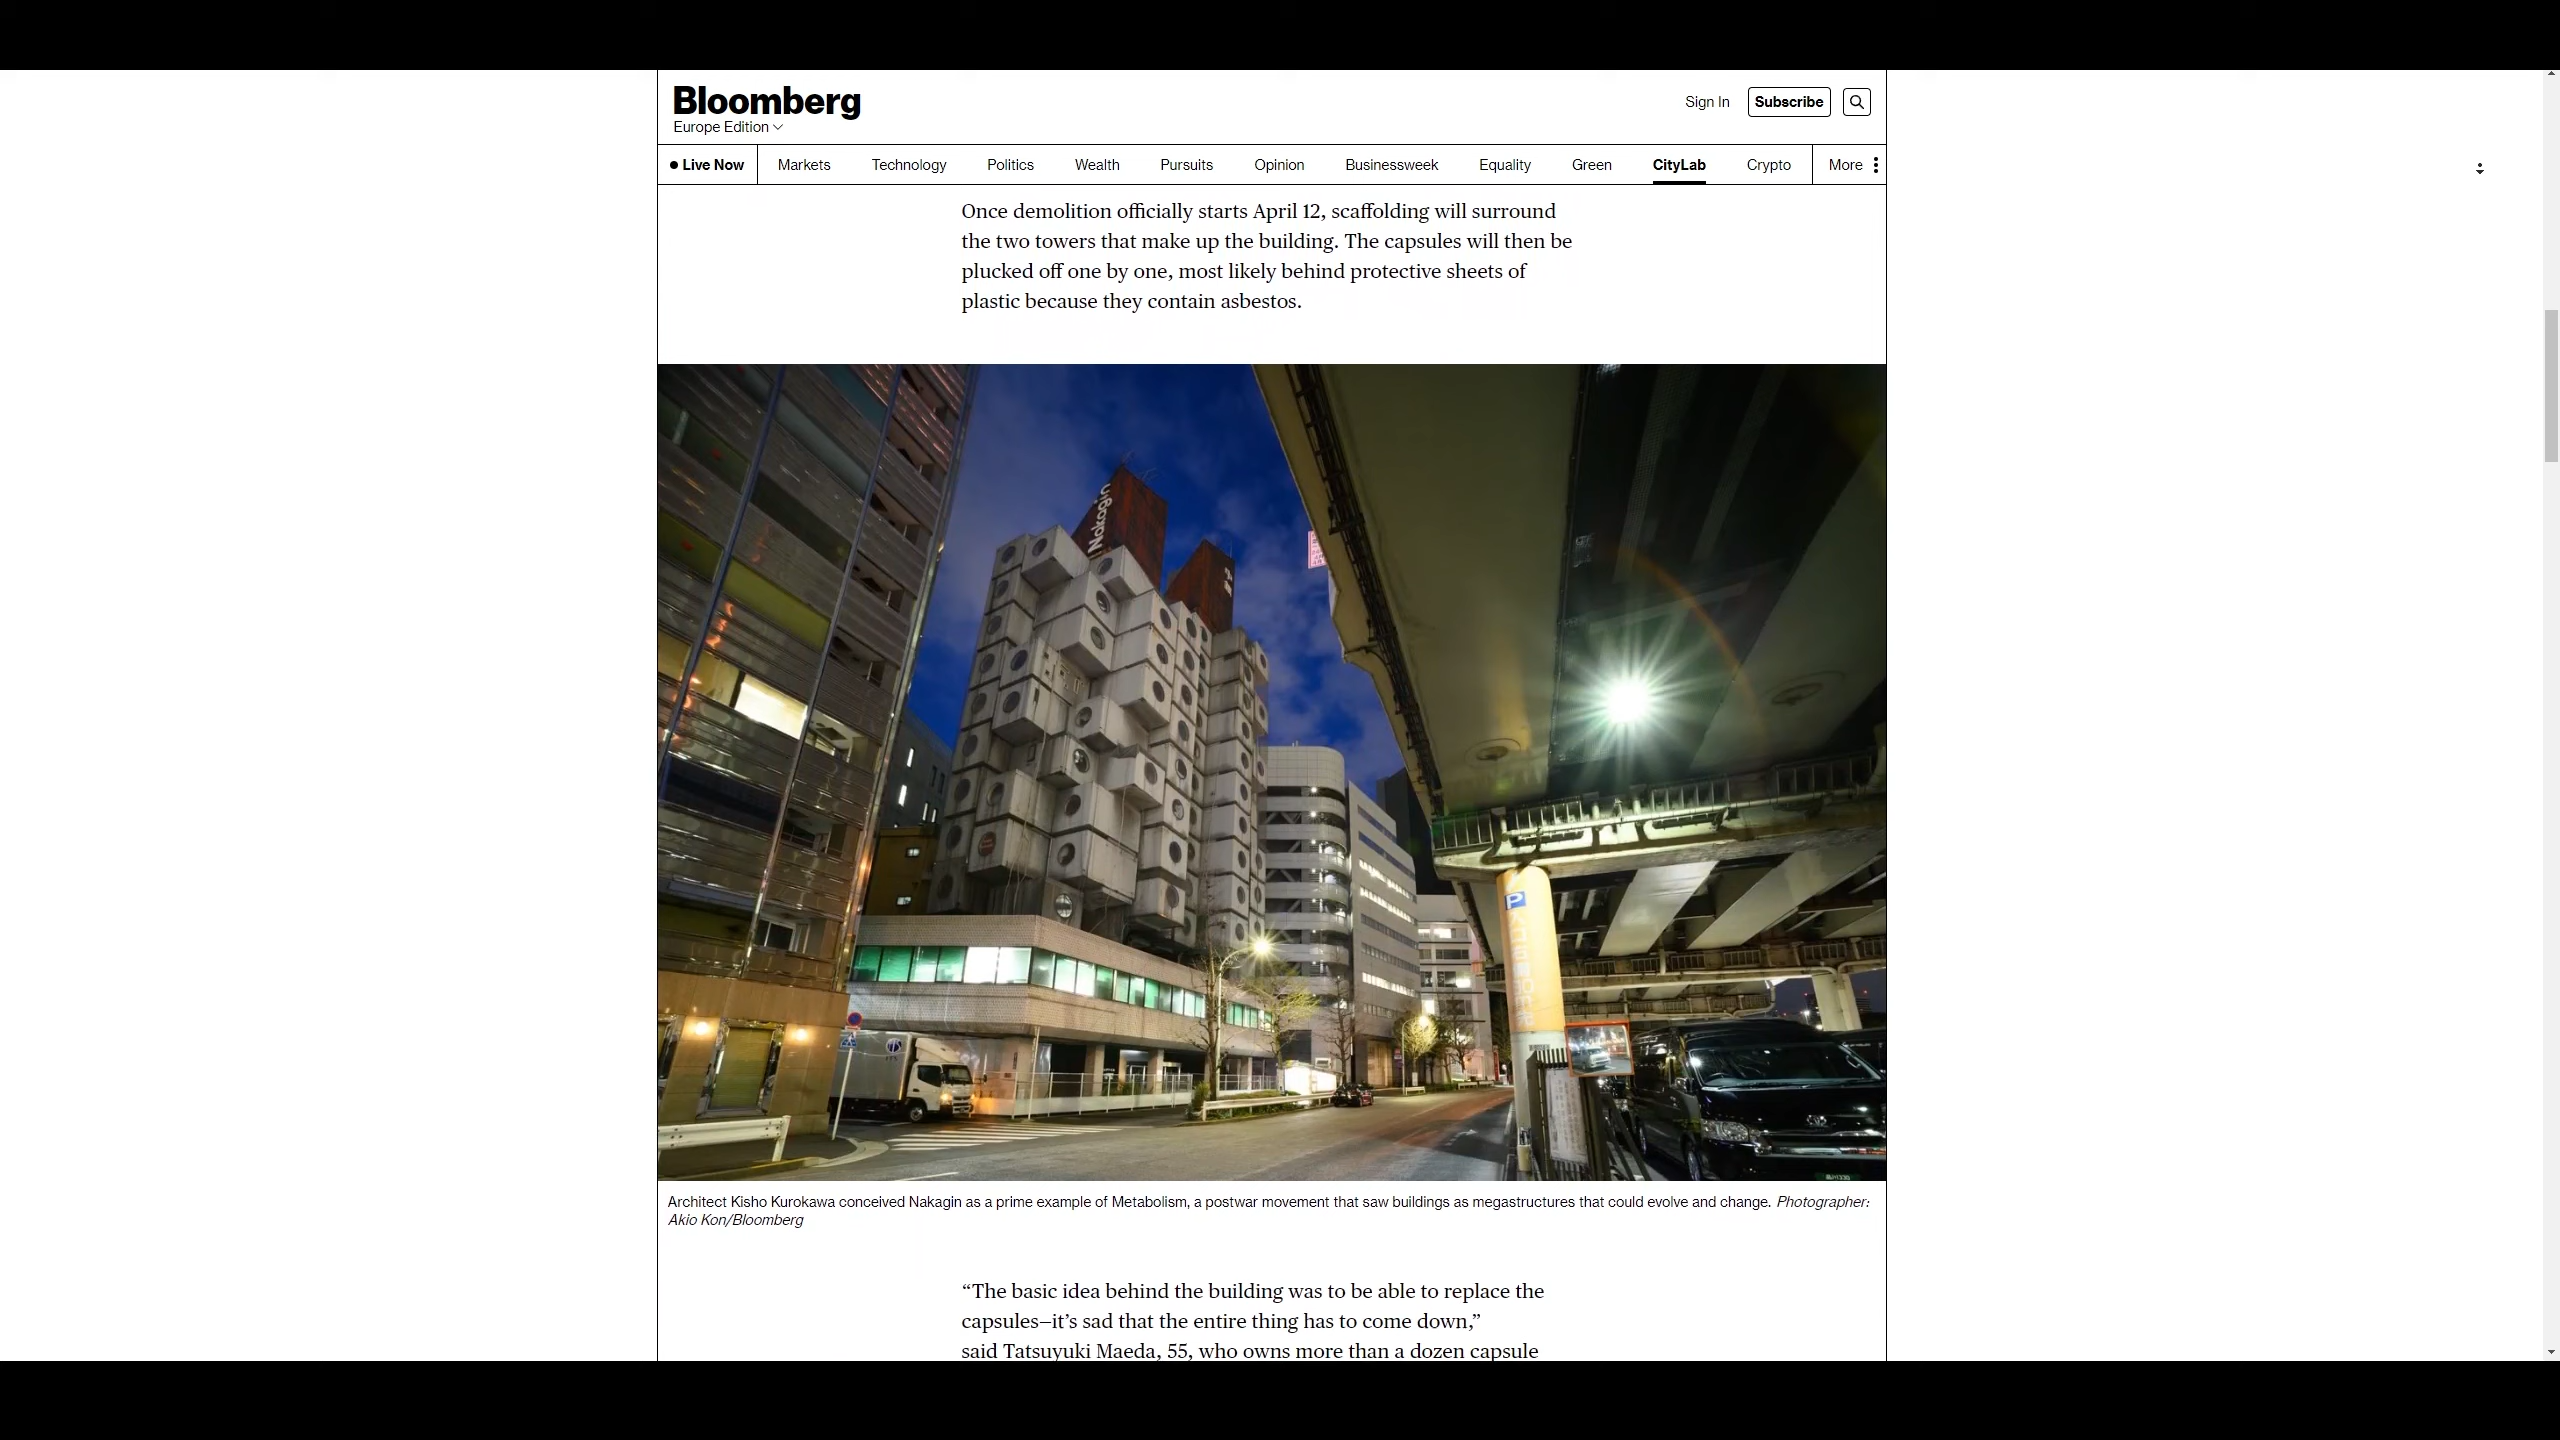 Bloomberg
Europe Edition
Sign In
Subscribe
Live Now
Markets
Technology
Politics
Wealth
Pursuits
Opinion
Businessweek
Equality
Green
CityLab
Crypto
More
Once demolition officially starts April 12, scaffolding will surround
the two towers that make up the building. The capsules will then be
plucked off one by one, most likely behind protective sheets of
plastic because they contain asbestos.
Nakagin
P
Architect Kisho Kurokawa conceived Nakagin as a prime example of Metabolism, a postwar movement that saw buildings as megastructures that could evolve and change. Photographer:
Akio Kon/Bloomberg
“The basic idea behind the building was to be able to replace the
capsules—it’s sad that the entire thing has to come down,”
said Tatsuyuki Maeda, 55, who owns more than a dozen capsule